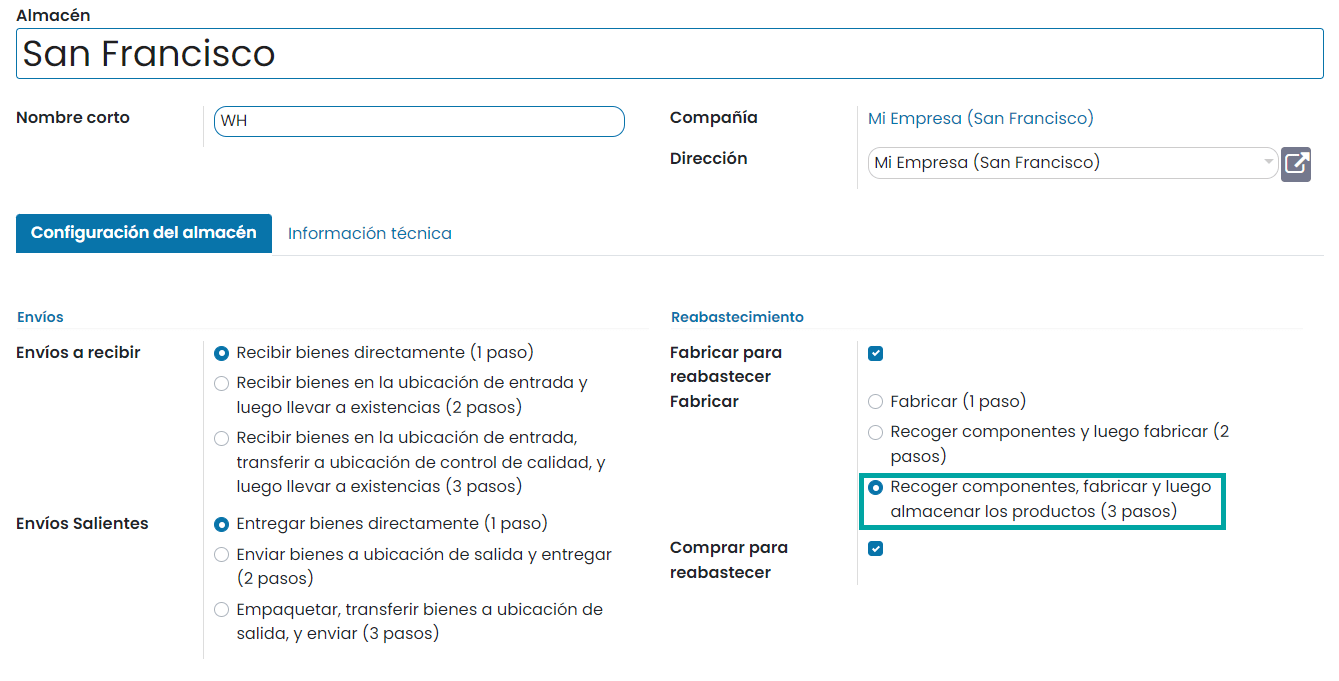 Almacén
San Francisco
Nombre corto
WH
Compañía
Mi Empresa (San Francisco)
Dirección
Mi Empresa (San Francisco)
Configuración del almacén
Información técnica
Envíos
Envíos a recibir
Recibir bienes directamente (1 paso)
Recibir bienes en la ubicación de entrada y
luego llevar a existencias (2 pasos)
Recibir bienes en la ubicación de entrada,
transferir a ubicación de control de calidad, y
luego llevar a existencias (3 pasos)
Envíos Salientes
Entregar bienes directamente (1 paso)
Enviar bienes a ubicación de salida y entregar
(2 pasos)
Empaquetar, transferir bienes a ubicación de
salida, y enviar (3 pasos)
Reabastecimiento
Fabricar para
reabastecer
Fabricar
Fabricar (1 paso)
Recoger componentes y luego fabricar (2
pasos)
Recoger componentes, fabricar y luego
almacenar los productos (3 pasos)
Comprar para
reabastecer